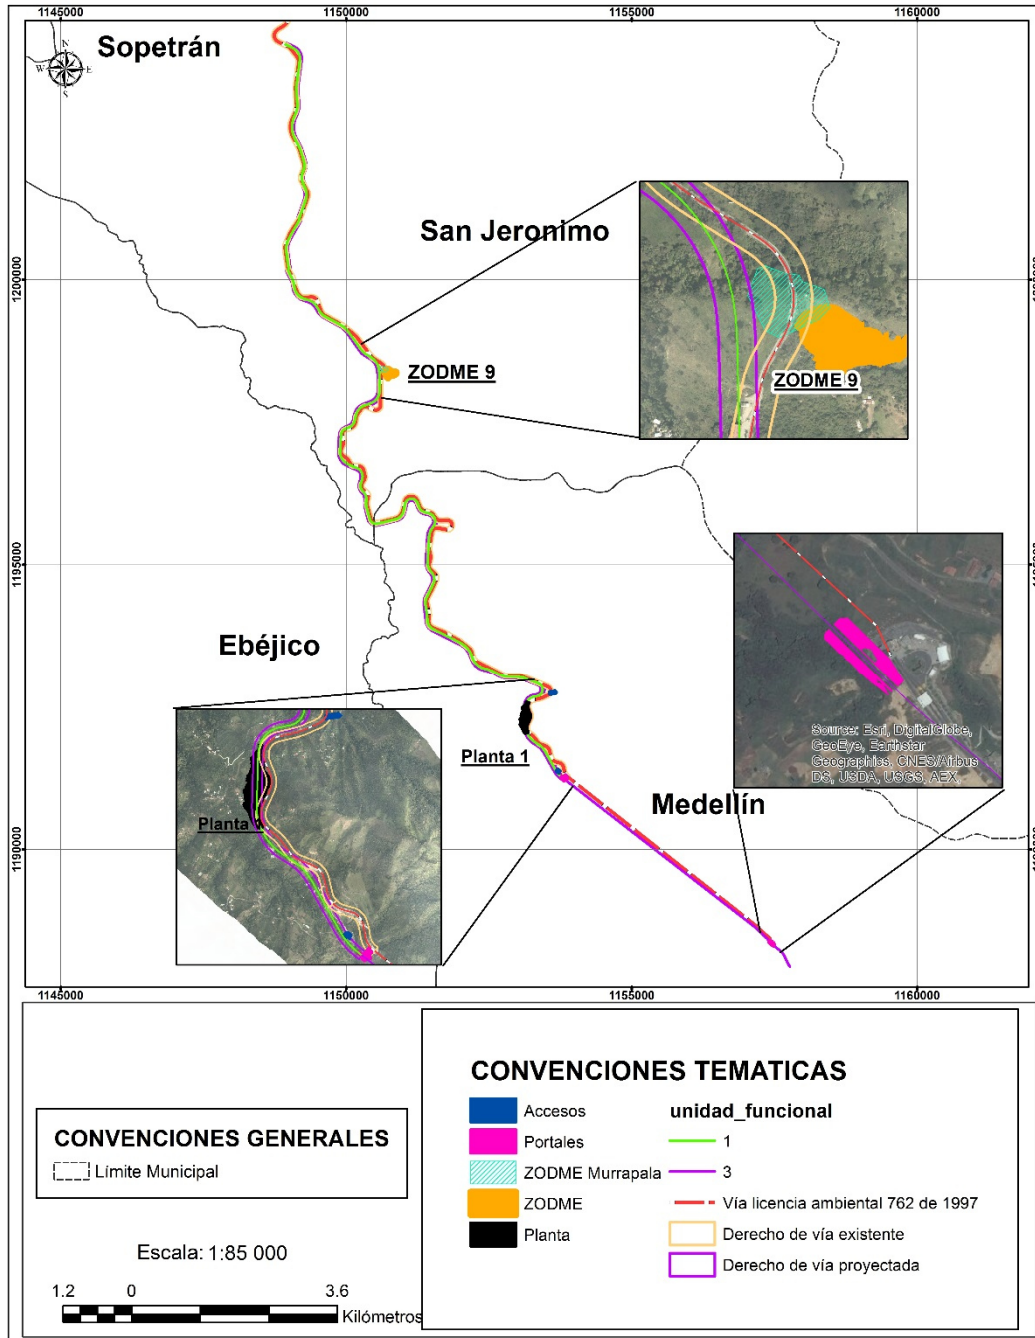 1145000
1150000
1155000
1160000
Sopetrán
N
W
E
S
San Jeronimo
1200000
ZODME 9
ZODME 9
1195000
Ebéjico
Source: Esri, DigitalGlobe,
GeoEye, Earthstar
Geographics, CNES/Airbus
DS, USDA, USGS, AEX,
Planta 1
Medellín
Planta 1
1190000
1145000
1150000
1155000
1160000
CONVENCIONES GENERALES
Límite Municipal
Escala: 1:85 000
1.2
0
3.6
Kilómetros
CONVENCIONES TEMATICAS
Accesos
Portales
ZODME Murrapala
ZODME
Planta
unidad_funcional
1
3
Vía licencia ambiental 762 de 1997
Derecho de vía existente
Derecho de vía proyectada